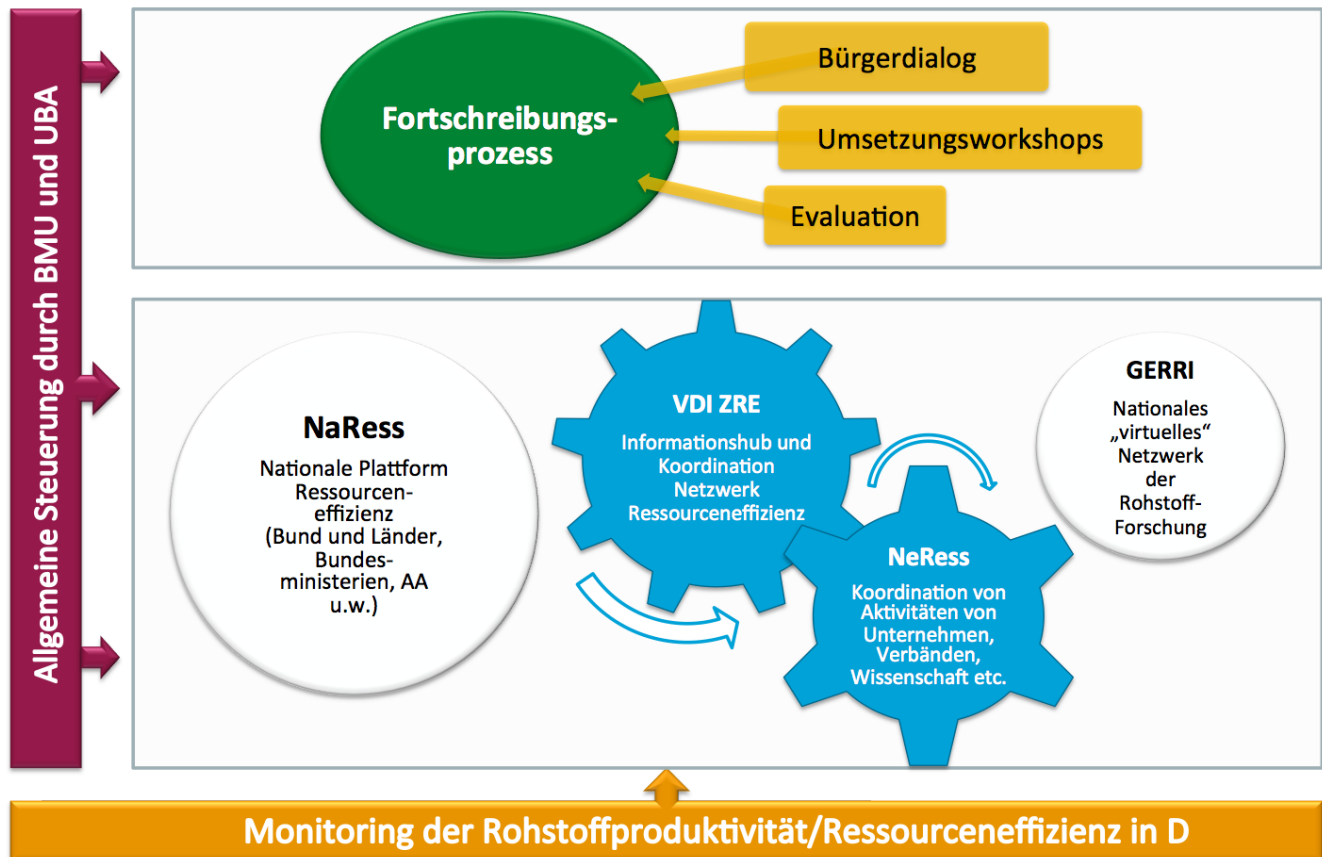 Allgemeine Steuerung durch BMU und UBA
Fortschreibungs-
prozess
Bürgerdialog
Umsetzungsworkshops
Evaluation
NaRess
Nationale Plattform
Ressourcen-
effizienz
(Bund und Länder,
Bundes-
ministerien, AA
u.w.)
VDI ZRE
Informationshub und
Koordination
Netzwerk
Ressourceneffizienz
NeRess
Koordination von
Aktivitäten von
Unternehmen,
Verbänden,
Wissenschaft etc.
GERRI
Nationales
„virtuelles“
Netzwerk
der
Rohstoff-
Forschung
Monitoring der Rohstoffproduktivität/Ressourceneffizienz in D